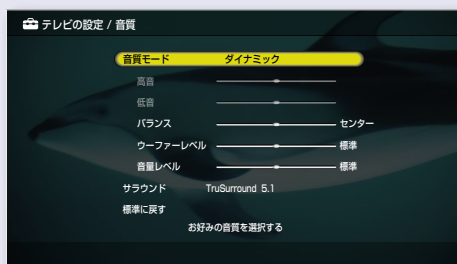 テレビの設定 / 音質
音質モード ダイナミック
高音
低音
バランス センター
ウーファーレベル 標準
音量レベル 標準
サラウンド TruSurround 5.1
標準に戻す
お好みの音質を選択する